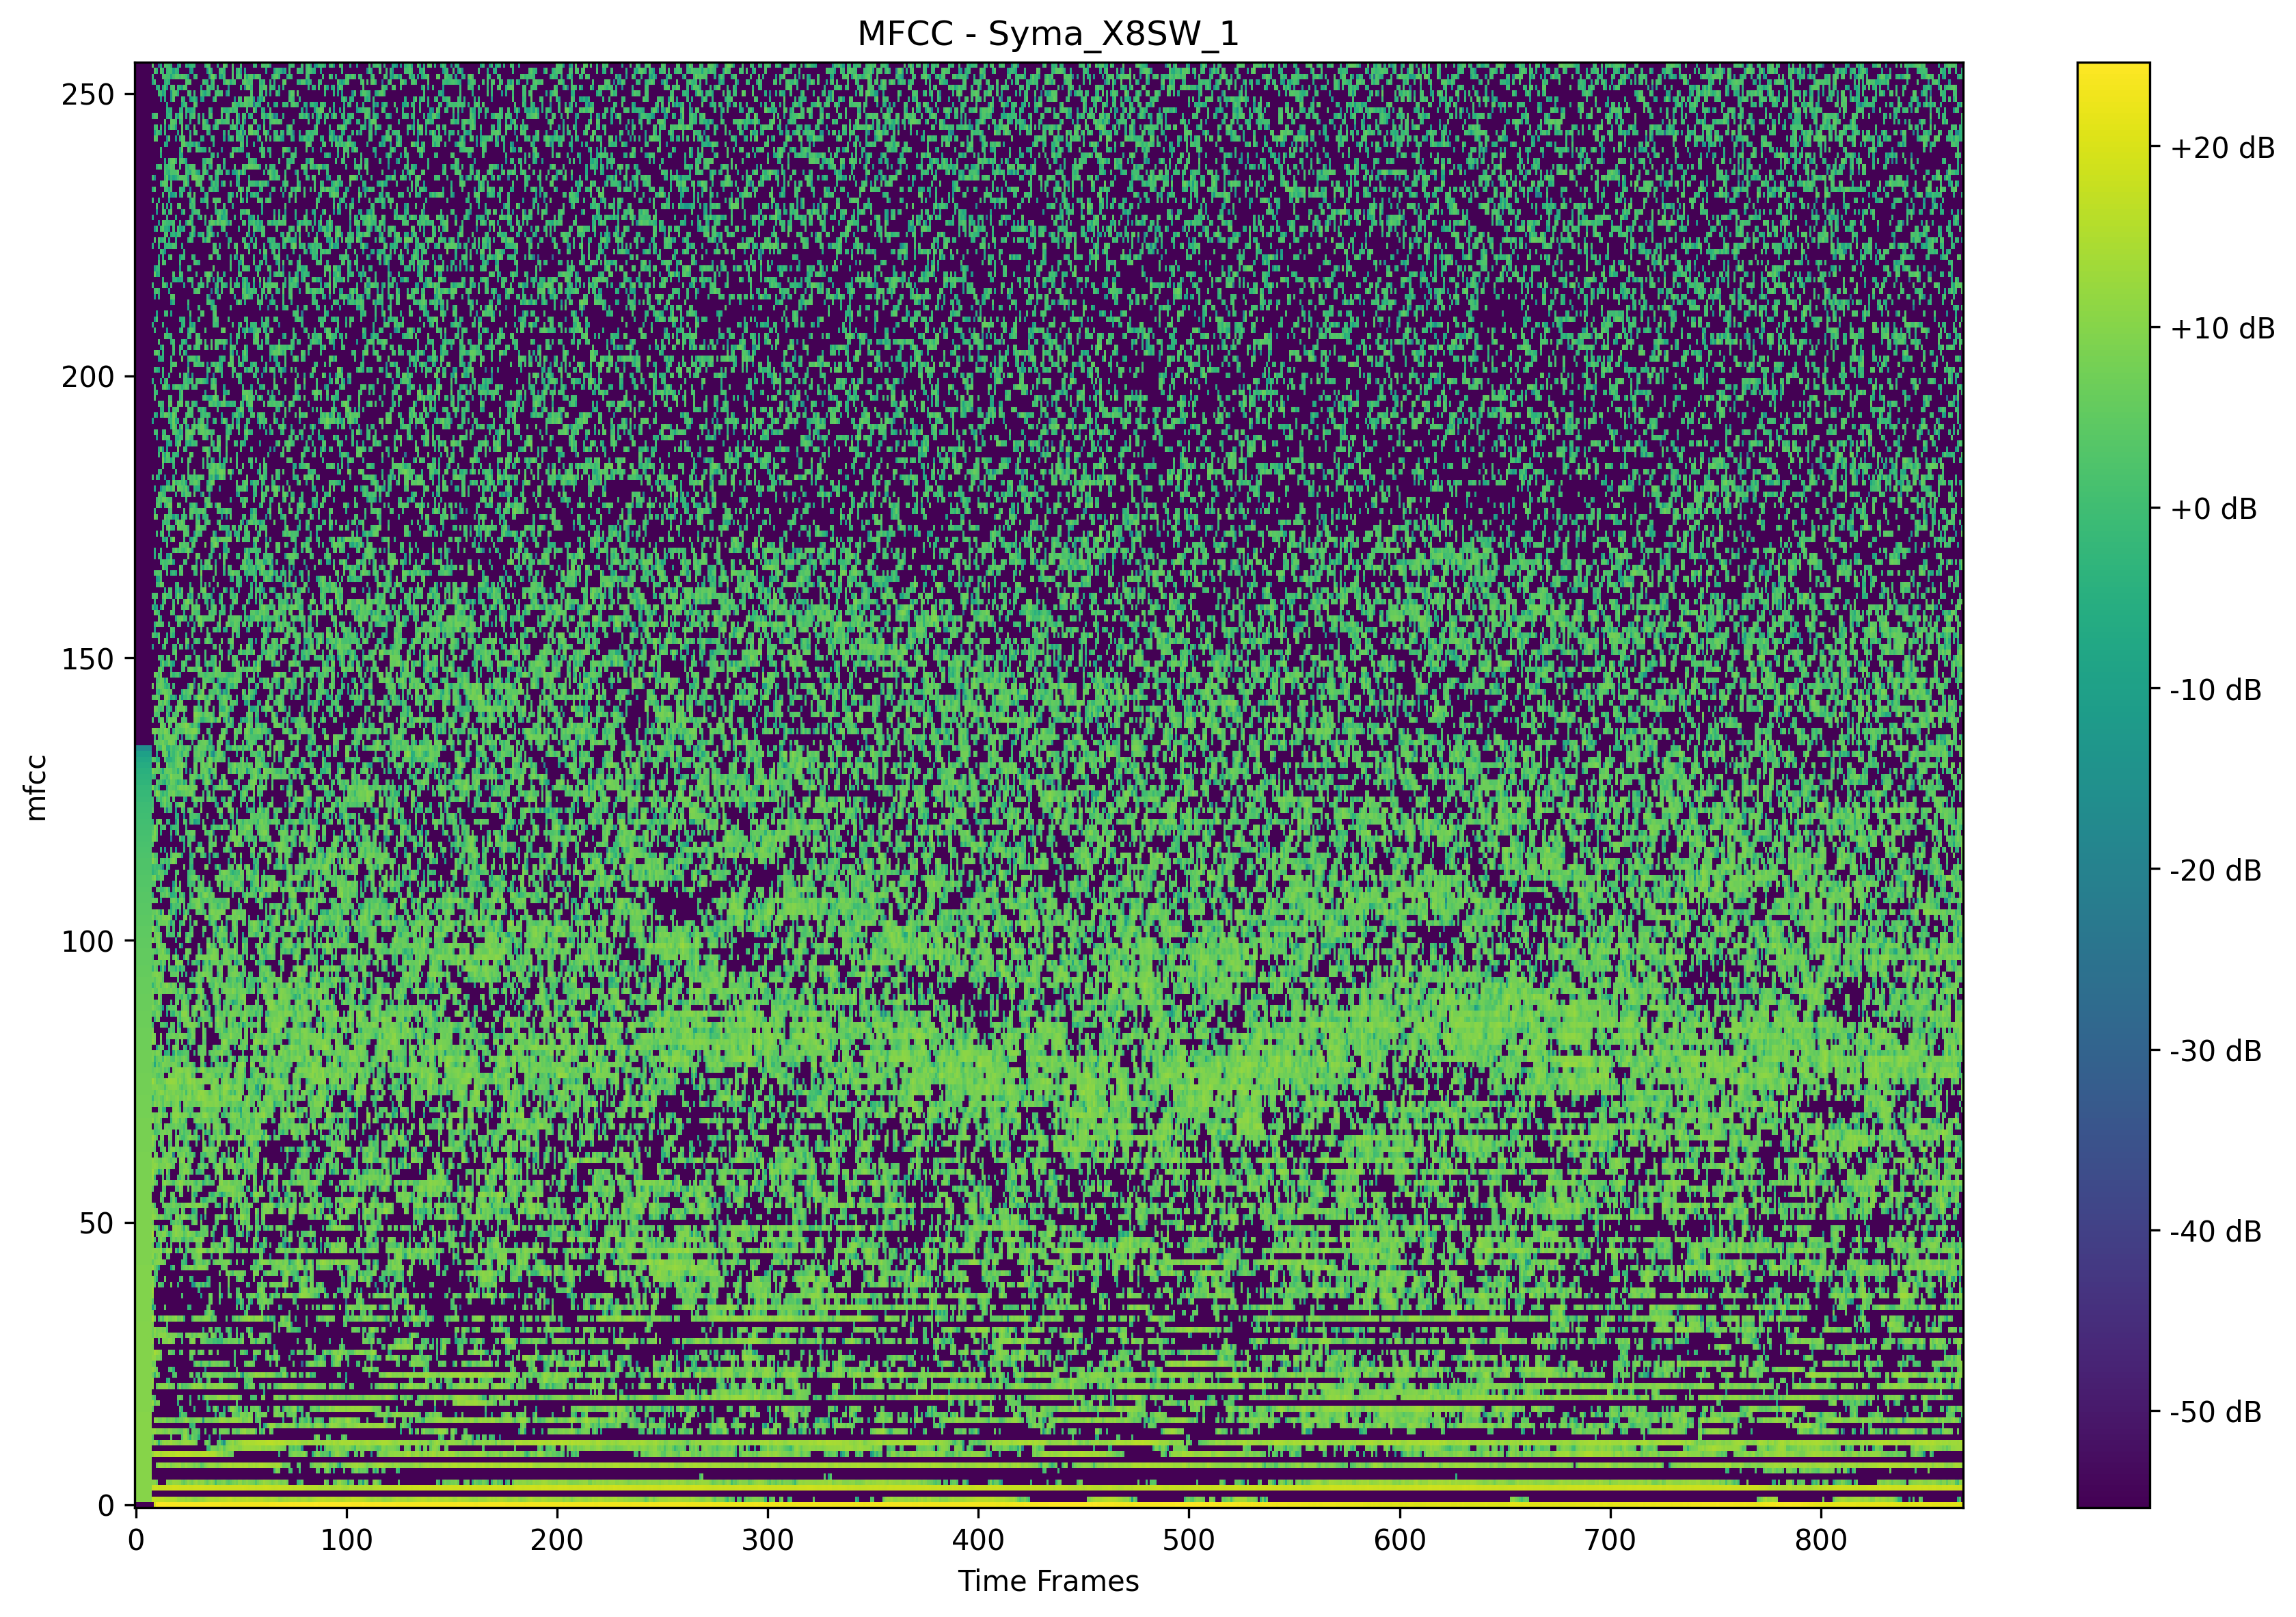 MFCC - Syma_X8SW_1
250
200
150
100
50
0
mfcc
0 100 200 300 400 500 600 700 800
Time Frames
+20 dB
+10 dB
+0 dB
-10 dB
-20 dB
-30 dB
-40 dB
-50 dB